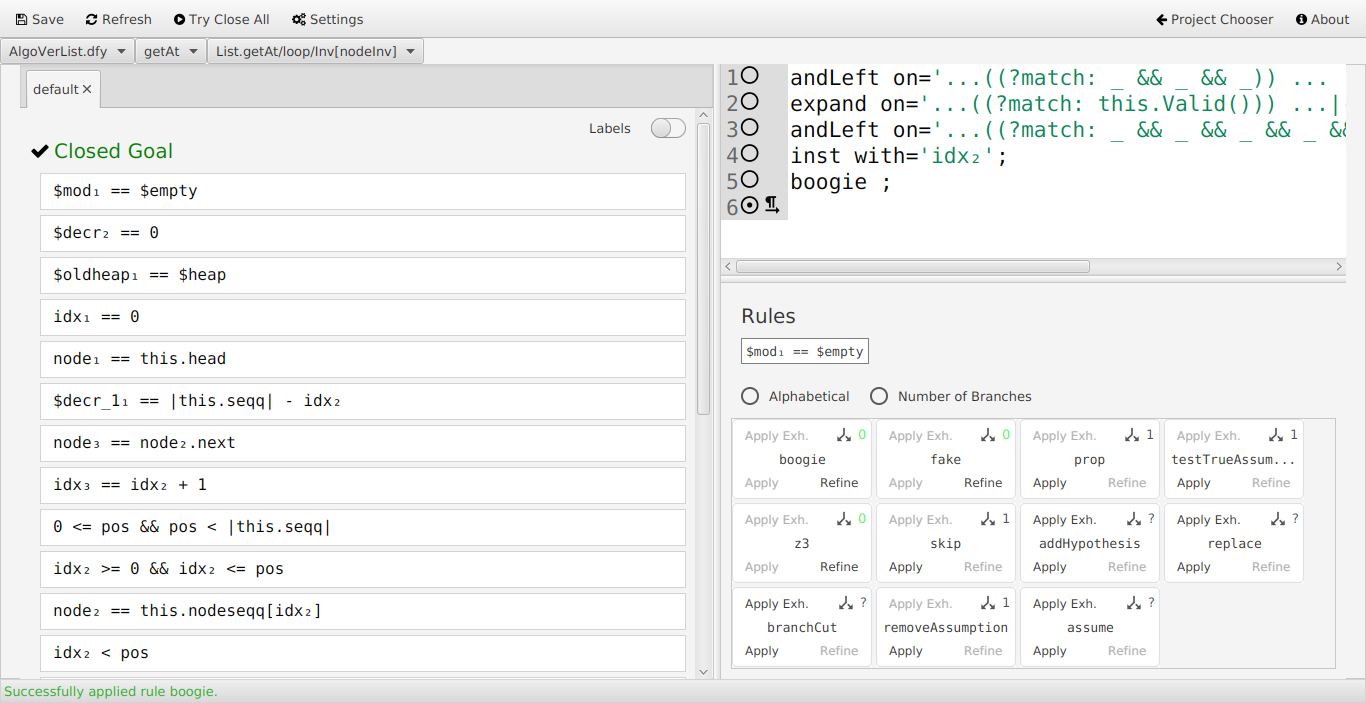 Save Refresh Try Close All Settings Project Chooser About
AlgoVerList.dfy getAt List.getAt/loop/Inv[nodeInv]
default
Labels
Closed Goal
$mod₁ == $empty
$decr₂ == 0
$oldheap₁ == $heap
idx₁ == 0
node₁ == this.head
$decr_1₁ == |this.seqq| - idx₂
node₃ == node₂.next
idx₃ == idx₂ + 1
0 <= pos && pos < |this.seqq|
idx₂ >= 0 && idx₂ <= pos
node₂ == this.nodeseqq[idx₂]
idx₂ < pos
1 andLeft on='...((?match: _ && _ && _)) ...
2 expand on='...((?match: this.Valid())) ...|
3 andLeft on='...((?match: _ && _ && _ && _ &&
4 inst with='idx₂';
5 boogie ;
6
Rules
$mod₁ == $empty
Alphabetical Number of Branches
Apply Exh. 0 Apply Exh. 0 Apply Exh. 1 Apply Exh. 1
boogie fake prop testTrueAssum...
Apply Refine Apply Refine Apply Refine Apply Refine
Apply Exh. 0 Apply Exh. 1 Apply Exh. ? Apply Exh. ?
z3 skip addHypothesis replace
Apply Refine Apply Refine Apply Refine Apply Refine
Apply Exh. ? Apply Exh. 1 Apply Exh. ?
branchCut removeAssumption assume
Apply Refine Apply Refine Apply Refine
Successfully applied rule boogie.